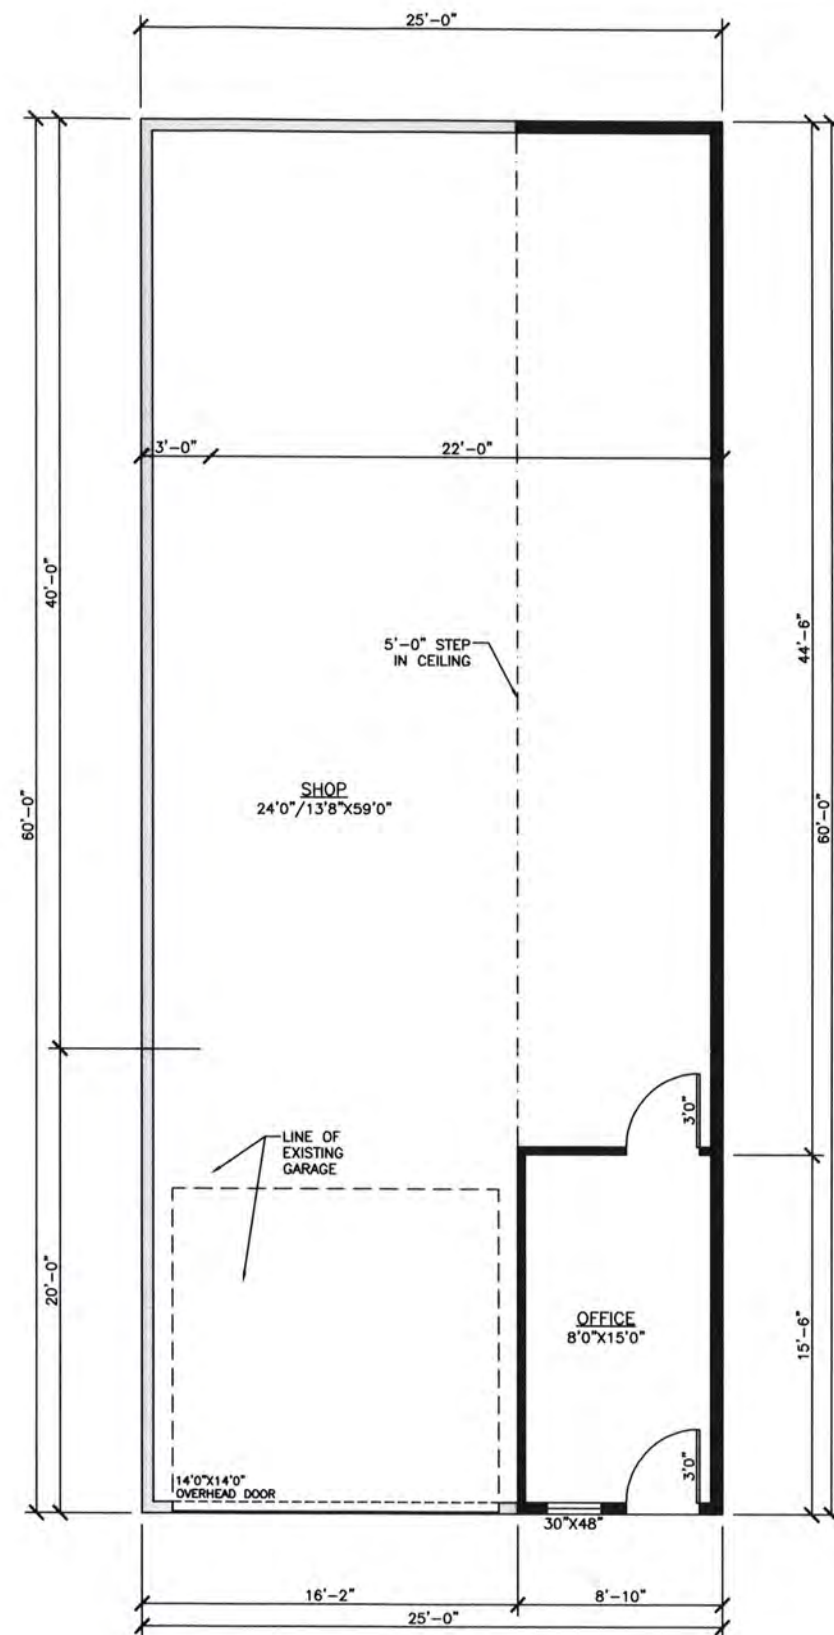 25'-0"
3'-0"
22'-0"
40'-0"
44'-6"
5'-0" STEP
IN CEILING
SHOP
24'0"/13'8"X59'0"
60'-0"
60'-0"
3'0"
LINE OF
EXISTING
GARAGE
20'-0"
OFFICE
8'0"X15'0"
15'-6"
14'0"X14'0"
OVERHEAD DOOR
3'0"
30"X48"
16'-2"
8'-10"
25'-0"